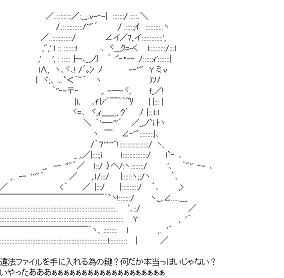 違法ファイルを手に入れる為の鍵？何だか本当っぽいじゃない？
いやったあああぁぁぁぁぁぁぁぁぁぁぁぁぁぁぁぁぁぁ